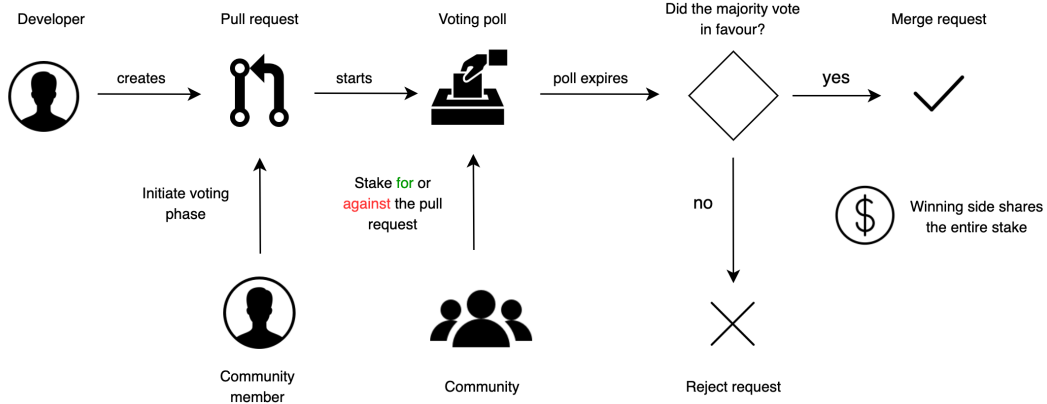 Developer
Pull request
Voting poll
Did the majority vote
in favour?
Merge request
creates
starts
poll expires
yes
Initiate voting
phase
Stake for or
against the pull
request
no
Winning side shares
the entire stake
Community
member
Community
Reject request